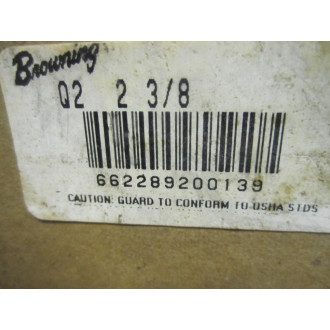 Browning
Q2 2 3/8
662289200139
CAUTION: GUARD TO CONFORM TO OSHA STDS